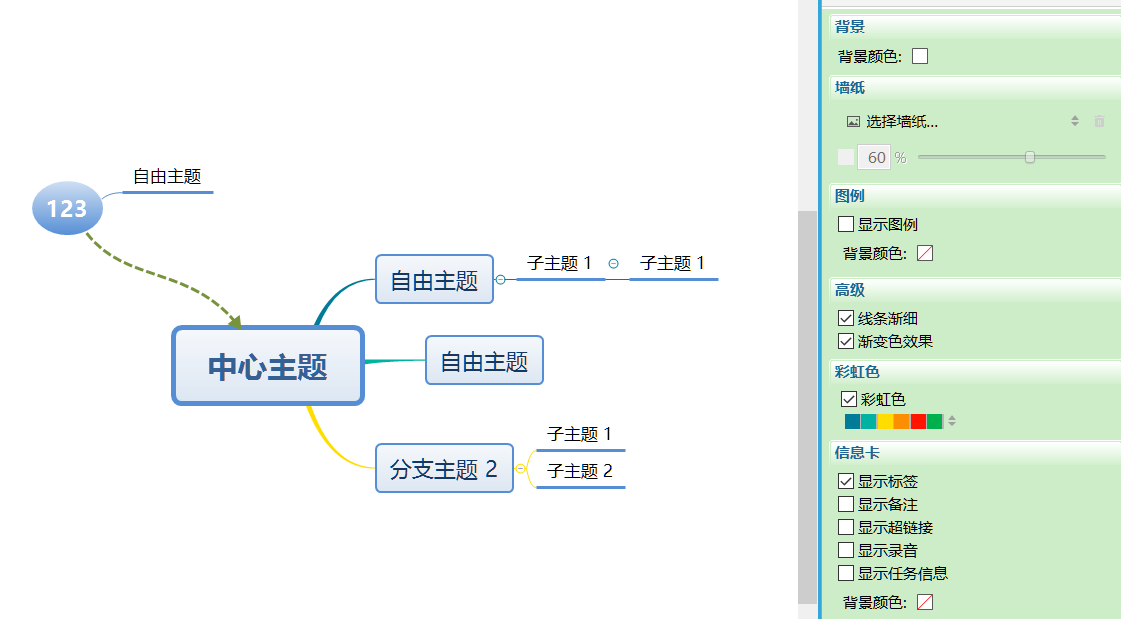 自由主题
123
自由主题
子主题 1
子主题 1
中心主题
自由主题
分支主题 2
子主题 1
子主题 2
背景
背景颜色:
墙纸
选择墙纸...
60 %
图例
显示图例
背景颜色:
高级
线条渐细
渐变色效果
彩虹色
彩虹色
信息卡
显示标签
显示备注
显示超链接
显示录音
显示任务信息
背景颜色: